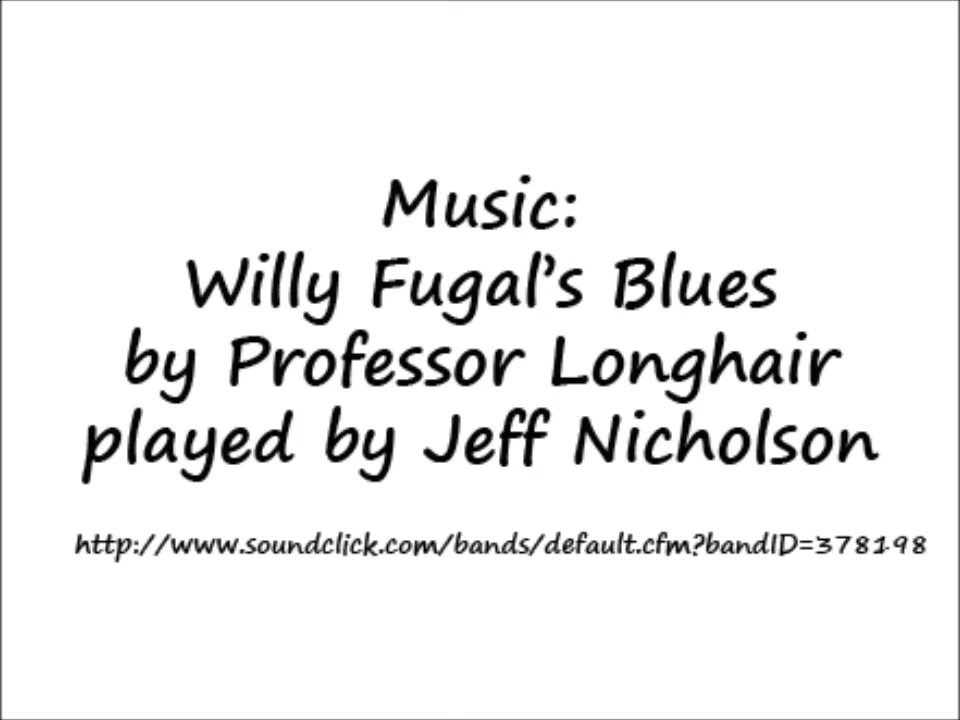 Music:
Willy Fugal’s Blues
by Professor Longhair
played by Jeff Nicholson
http://www.soundclick.com/bands/default.cfm?bandID=378198